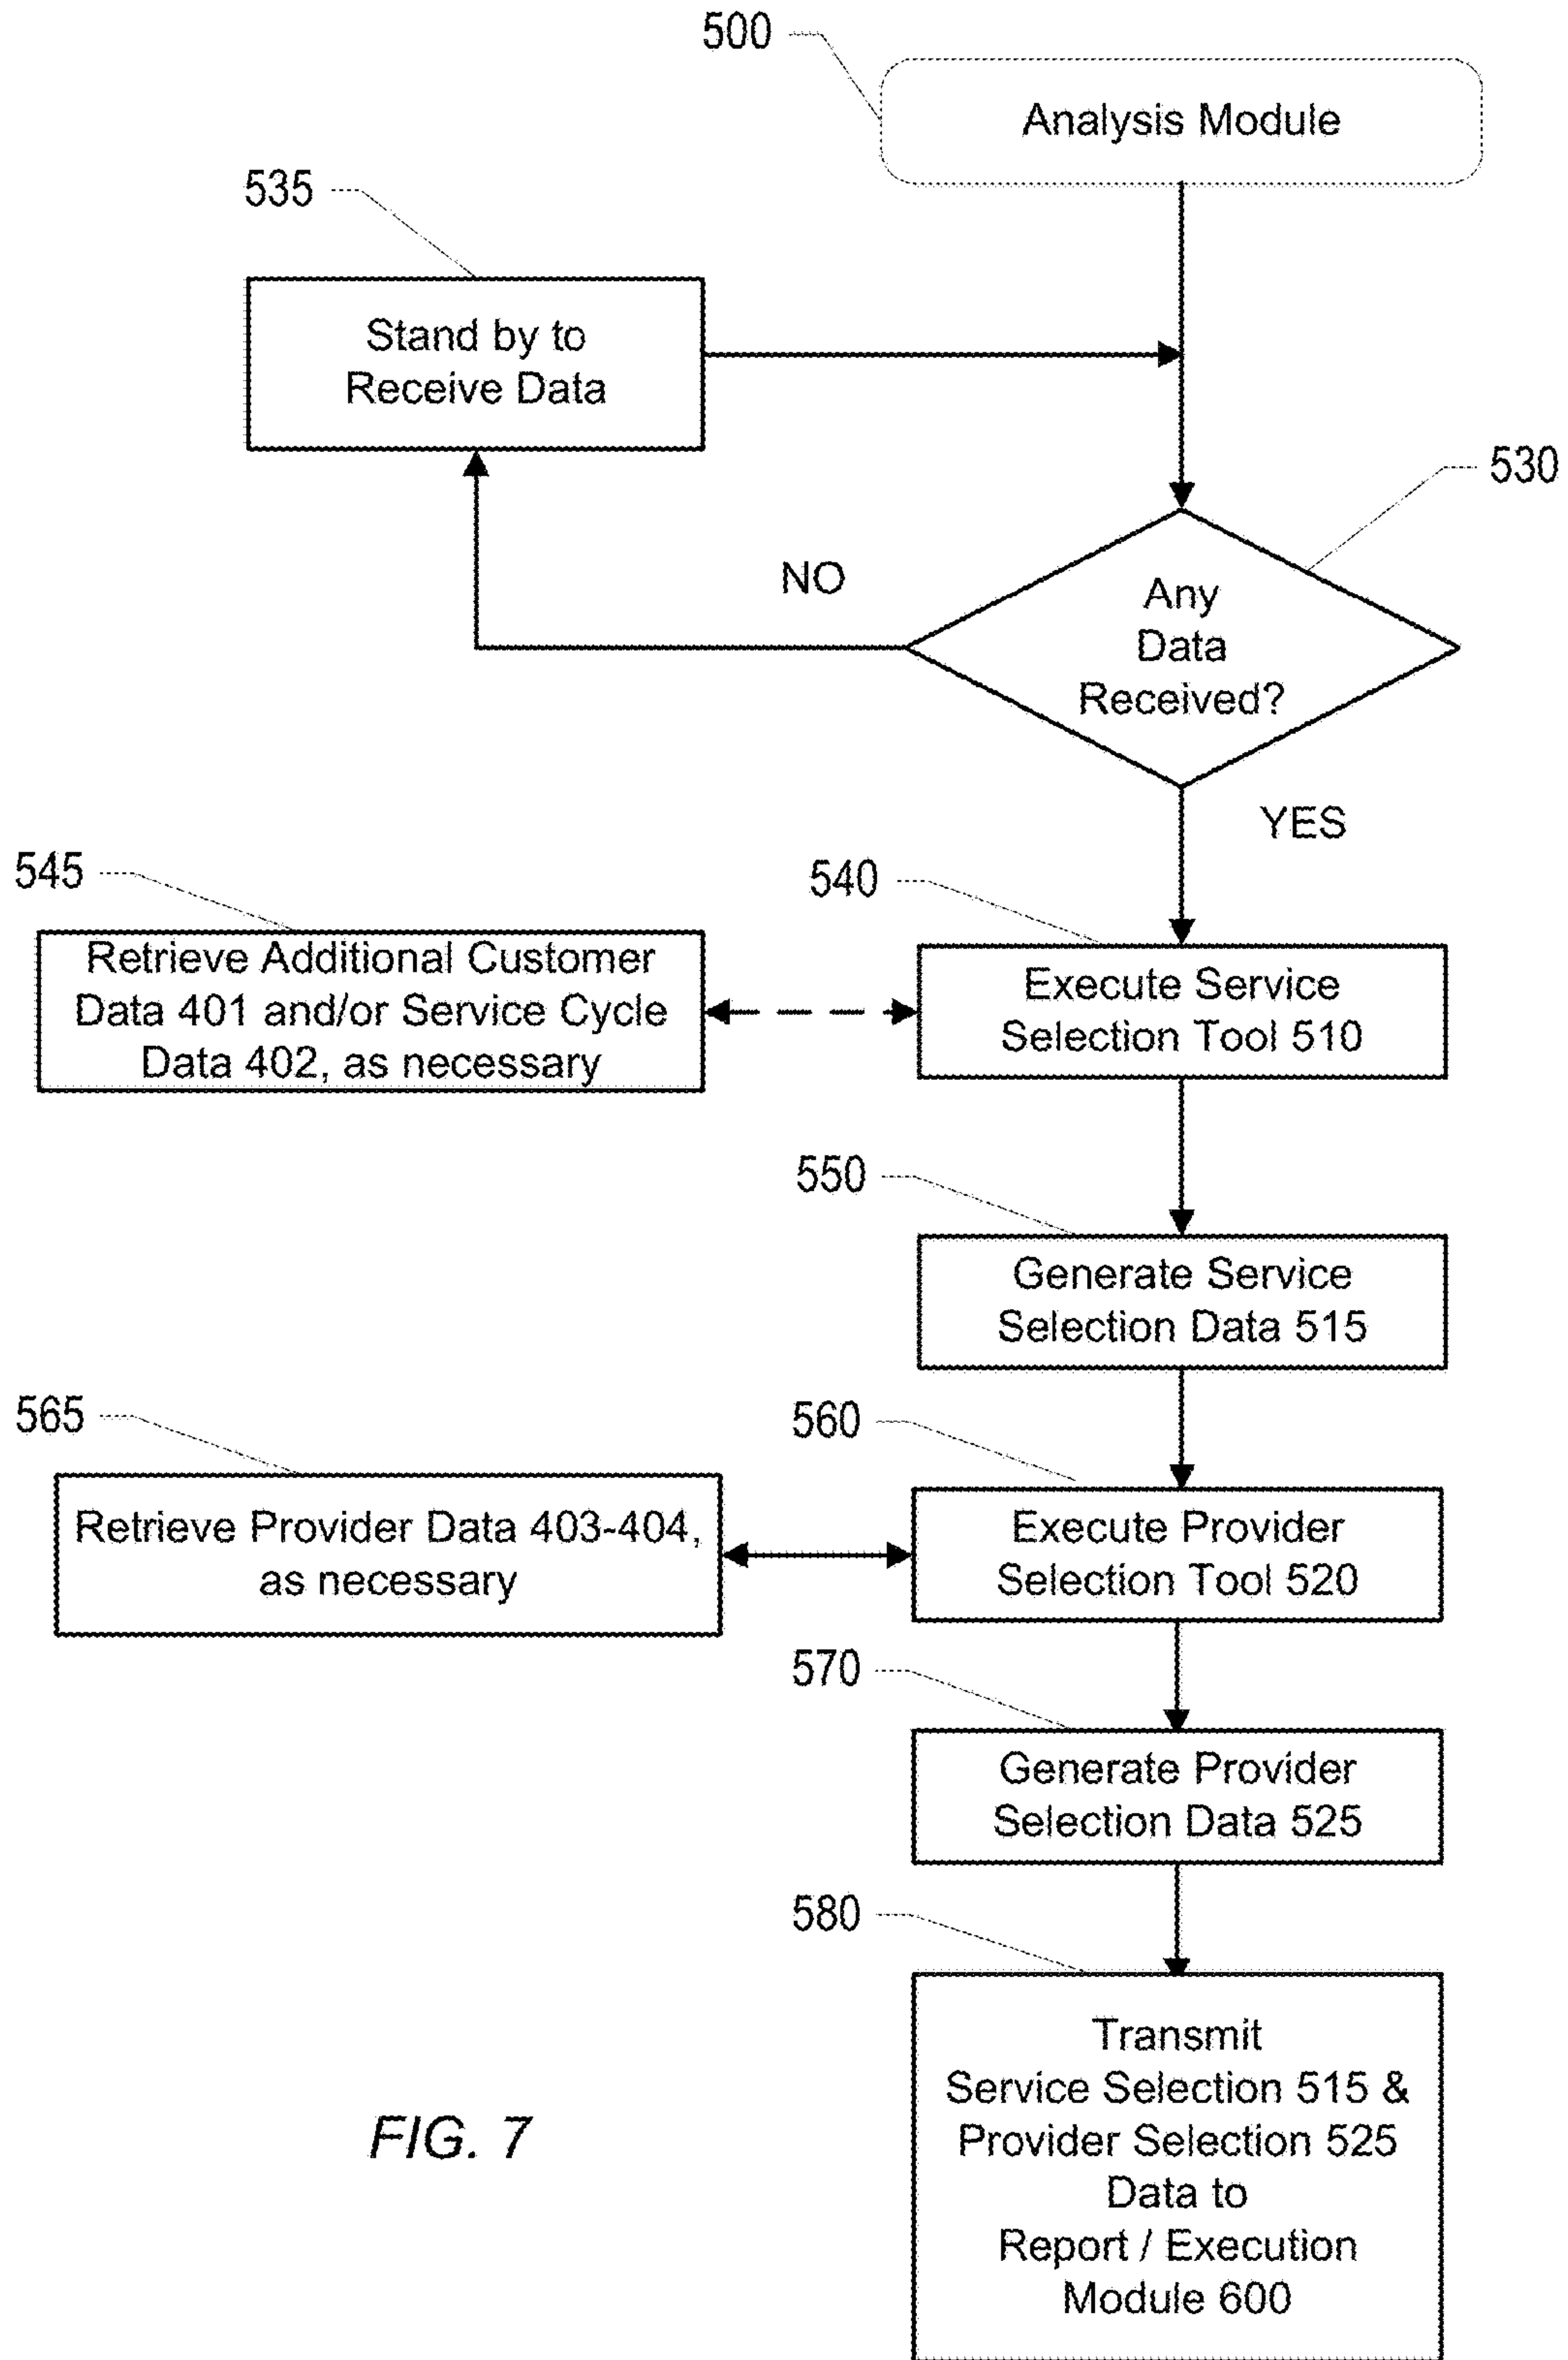 500
Analysis Module
535
Stand by to
Receive Data
530
NO
Any
Data
Received?
YES
545
540
Retrieve Additional Customer
Data 401 and/or Service Cycle
Data 402, as necessary
Execute Service
Selection Tool 510
550
Generate Service
Selection Data 515
565
560
Retrieve Provider Data 403-404,
as necessary
Execute Provider
Selection Tool 520
570
Generate Provider
Selection Data 525
580
Transmit
Service Selection 515 &
Provider Selection 525
Data to
Report / Execution
Module 600
FIG. 7